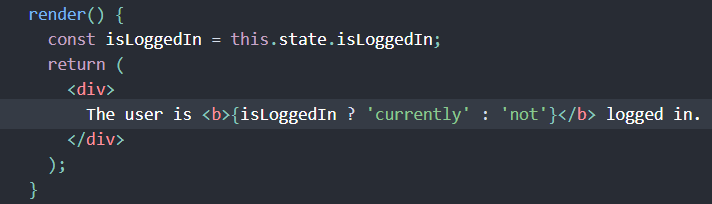 render() {
  const isLoggedIn = this.state.isLoggedIn;
  return (
    <div>
      The user is <b>{isLoggedIn ? 'currently' : 'not'}</b> logged in.
    </div>
  );
}